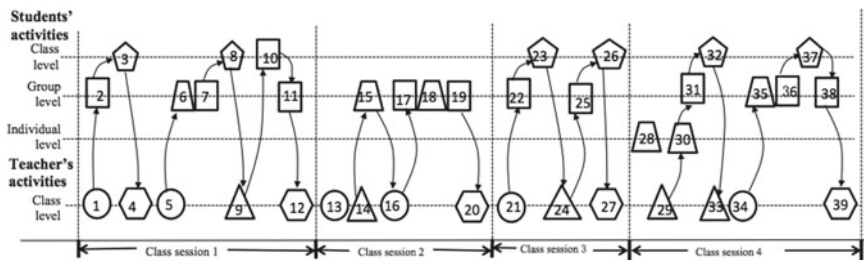 Students'
activities
Class
level
3 8 10 23 26 32 37
Group
level
2 6 7 11 15 17 18 19 22 25 31 35 36 38
Individual
level
28 30
Teacher's
activities
Class
level
1 4 5 9 12 13 14 16 20 21 24 27 29 33 34 39
Class session 1 Class session 2 Class session 3 Class session 4